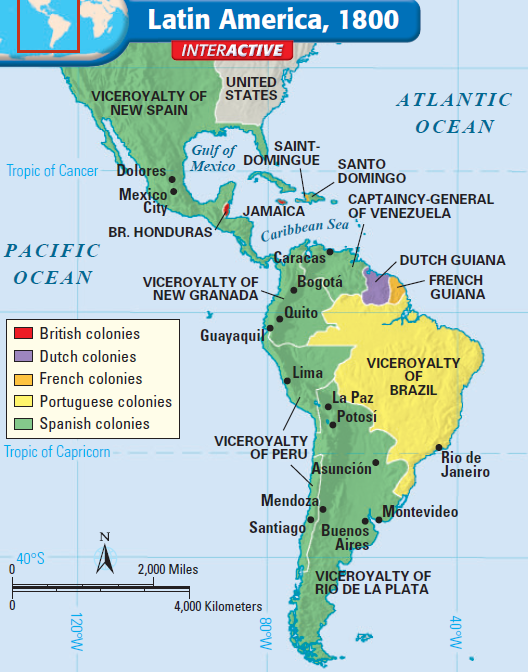 Latin America, 1800
INTERACTIVE
VICEROYALTY OF
NEW SPAIN
UNITED
STATES
ATLANTIC
OCEAN
Gulf of
Mexico
SAINT-
DOMINGUE
SANTO
DOMINGO
Tropic of Cancer
Dolores
Mexico
City
JAMAICA
CAPTAINCY-GENERAL
OF VENEZUELA
BR. HONDURAS
Caribbean Sea
PACIFIC
OCEAN
Caracas
DUTCH GUIANA
FRENCH
GUIANA
VICEROYALTY OF
NEW GRANADA
Bogotá
Quito
Guayaquil
British colonies
Dutch colonies
French colonies
Portuguese colonies
Spanish colonies
Lima
VICEROYALTY
OF
BRAZIL
La Paz
Potosí
VICEROYALTY
OF PERU
Tropic of Capricorn
Asunción
Rio de
Janeiro
Mendoza
Montevideo
Santiago
Buenos
Aires
VICEROYALTY OF
RIO DE LA PLATA
N
40°S
0
2,000 Miles
0
4,000 Kilometers
120°W
80°W
40°W